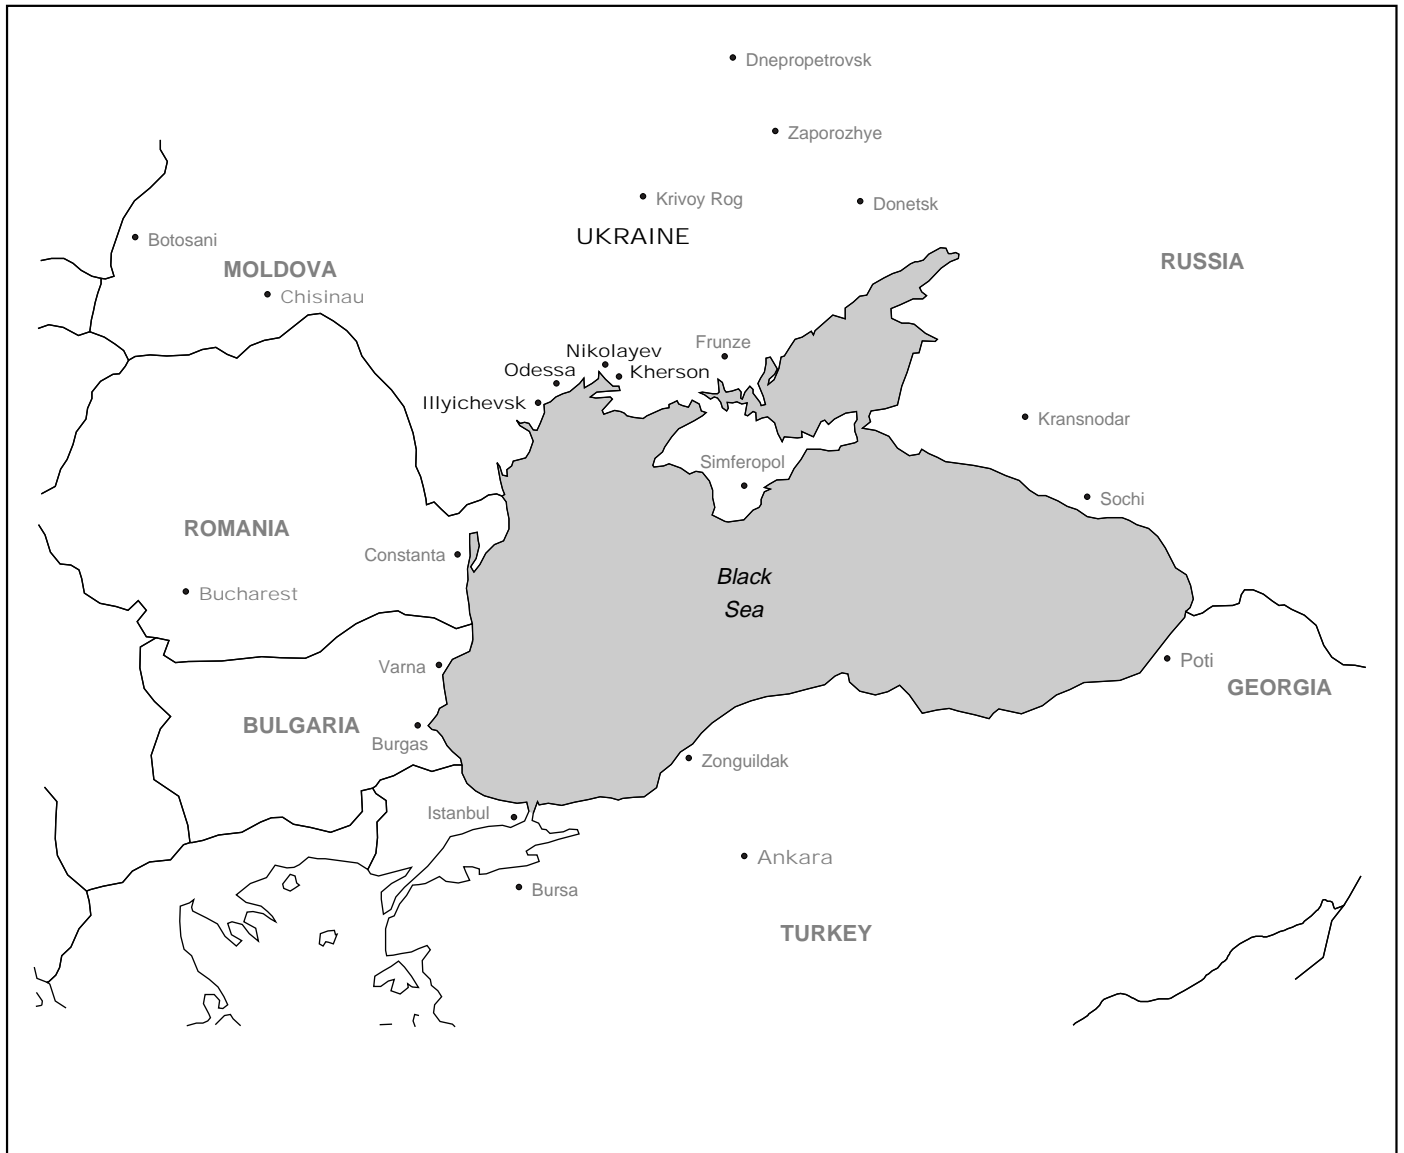 Dnepropetrovsk
Zaporozhye
Krivoy Rog
Donetsk
UKRAINE
Botosani
MOLDOVA
RUSSIA
Chisinau
Frunze
Nikolayev
Odessa
Kherson
Illyichevsk
Kransnodar
Simferopol
Sochi
ROMANIA
Constanta
Black
Sea
Bucharest
Varna
Poti
GEORGIA
BULGARIA
Burgas
Zonguildak
Istanbul
Ankara
Bursa
TURKEY